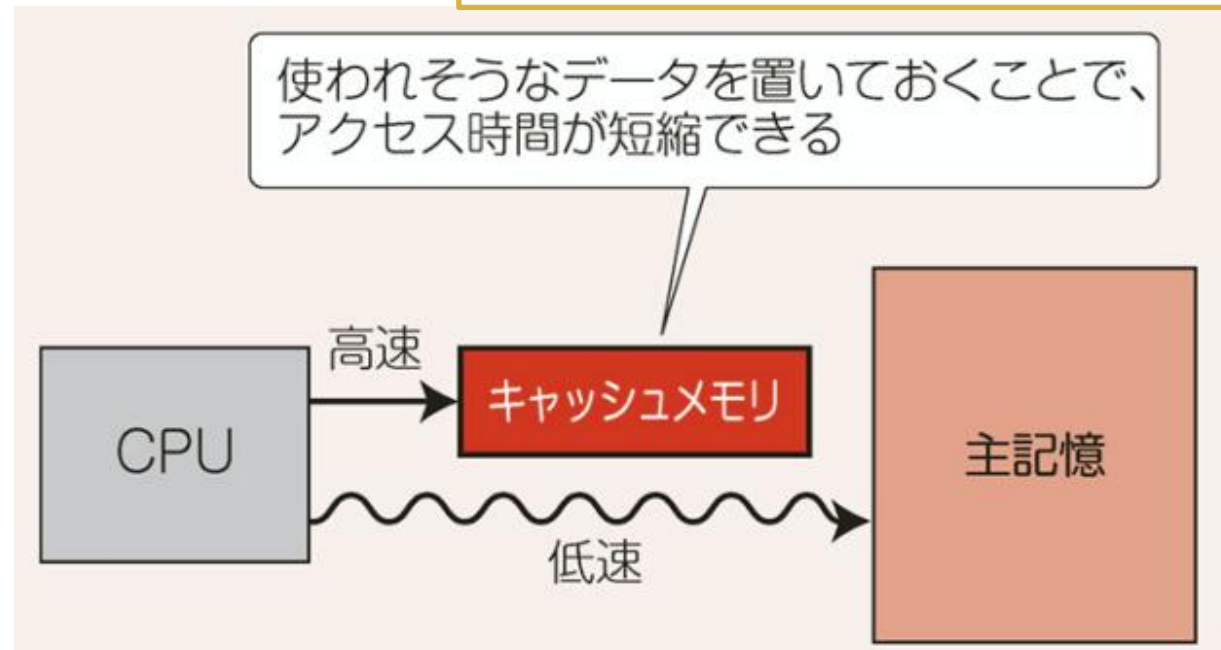 使われそうなデータを置いておくことで、
アクセス時間が短縮できる
高速
キャッシュメモリ
CPU
主記憶
低速